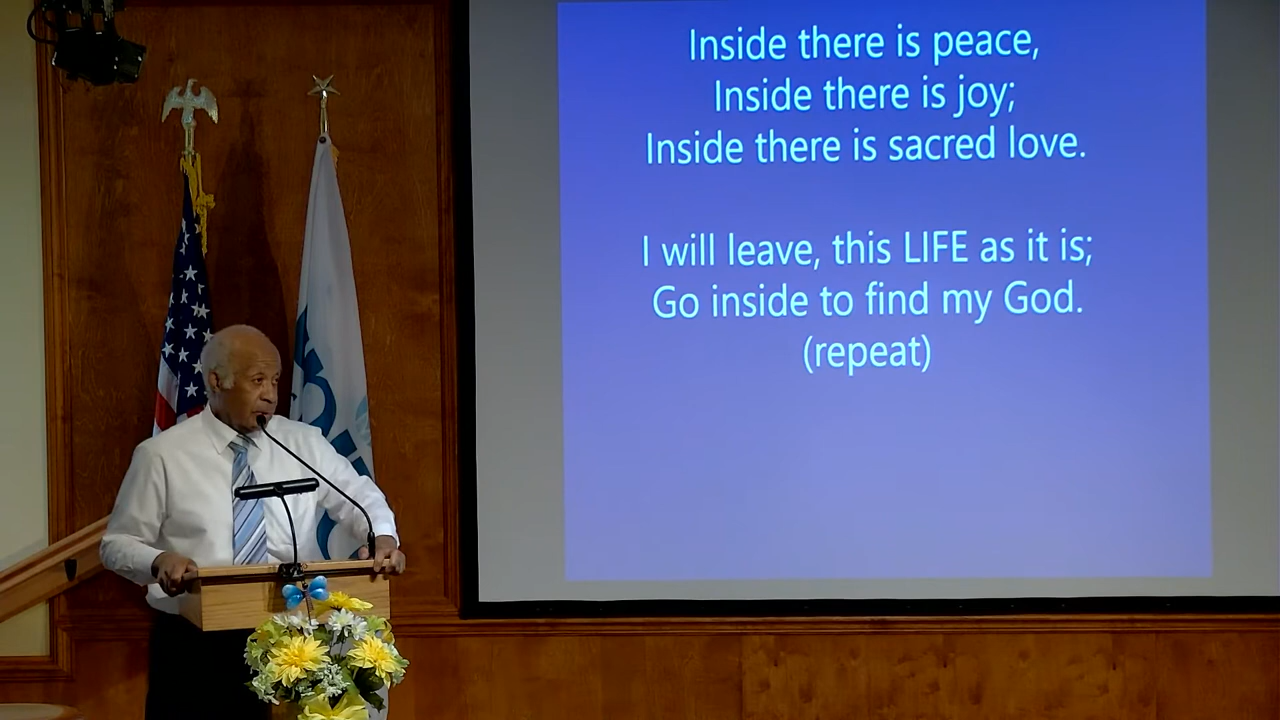 Inside there is peace,
Inside there is joy;
Inside there is sacred love.
I will leave, this LIFE as it is;
Go inside to find my God.
(repeat)